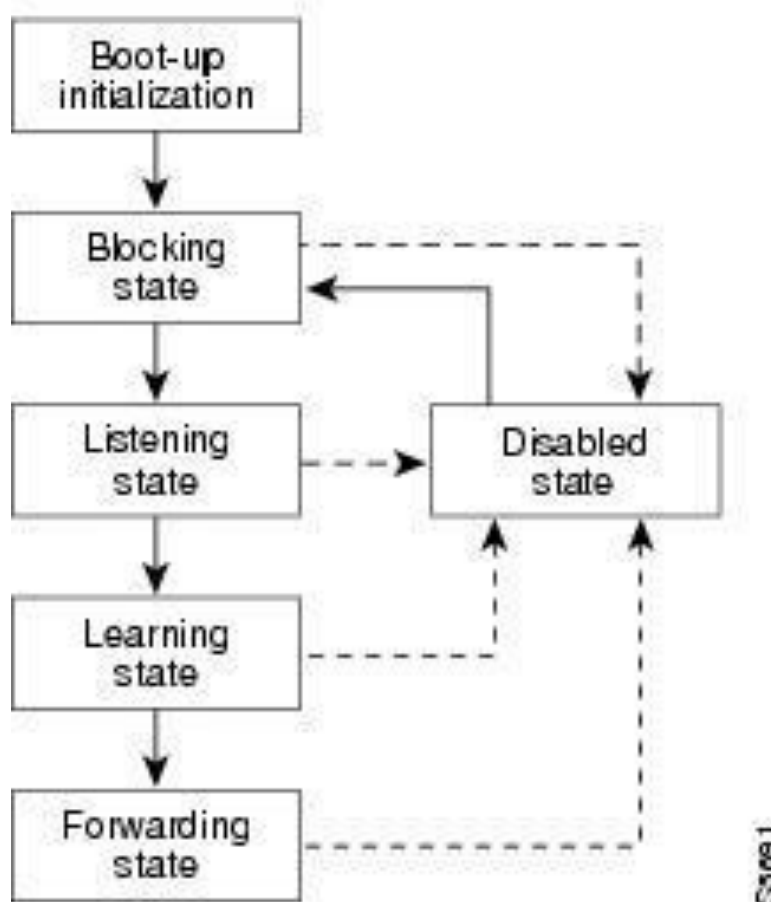 Boot-up
initialization
Blocking
state
Listening
state
Disabled
state
Learning
state
Forwarding
state